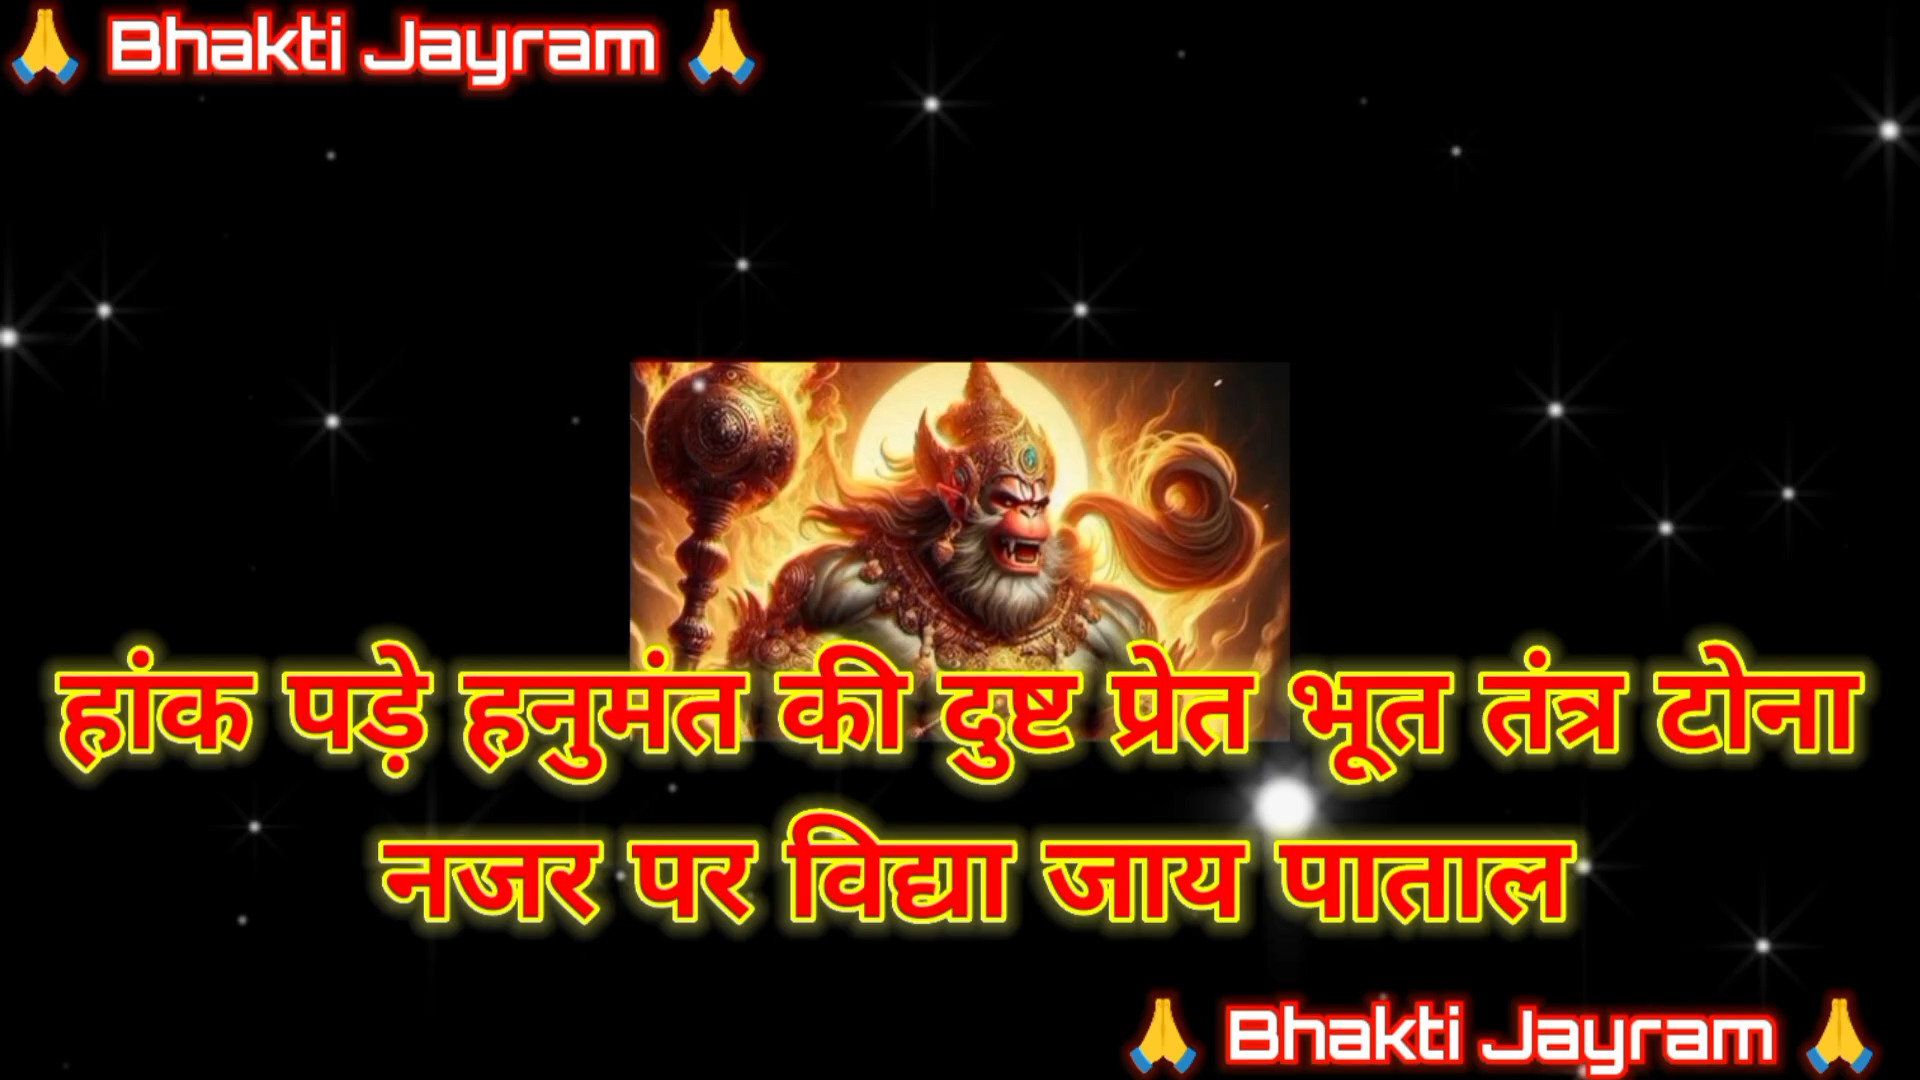 🙏 Bhakti Jayram 🙏
हांक पड़े हनुमंत की दुष्ट प्रेत भूत तंत्र टोना
नजर पर विद्या जाय पाताल
🙏 Bhakti Jayram 🙏